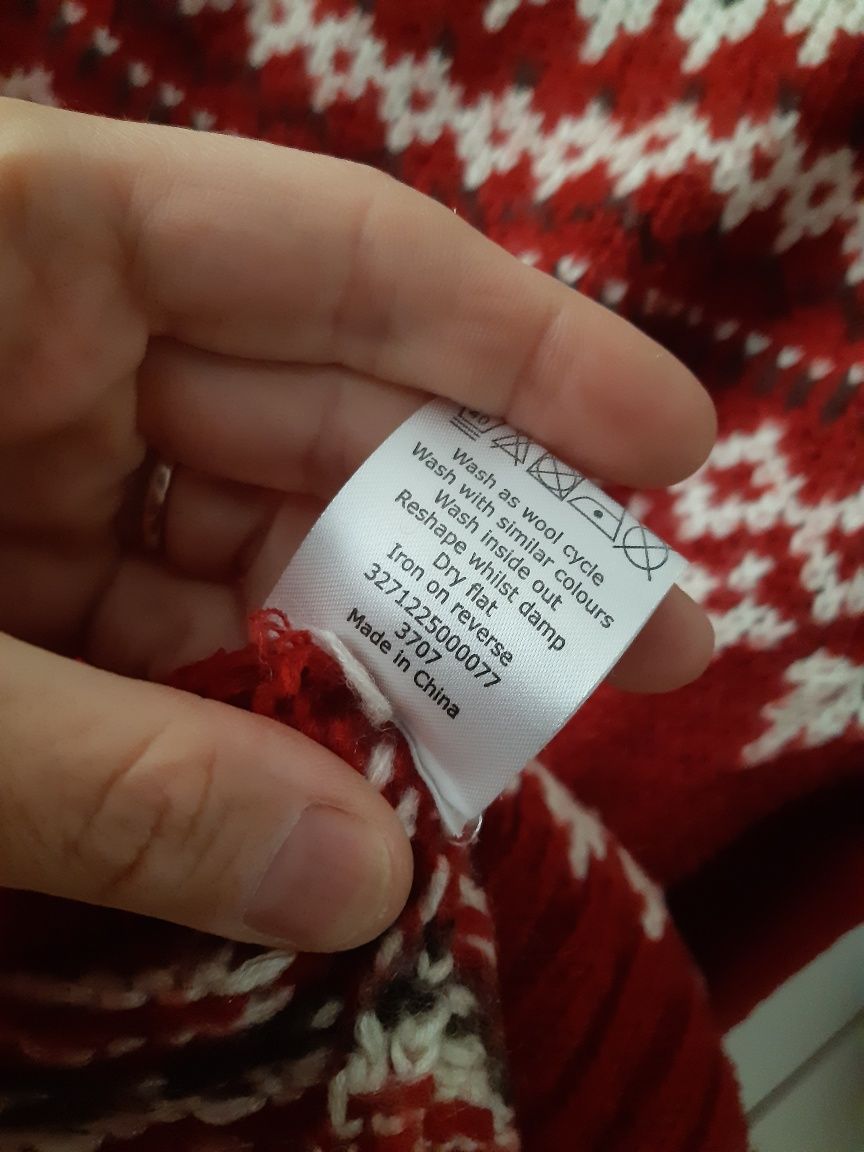 40
Wash as wool cycle
Wash with similar colours
Wash inside out
Reshape whilst damp
Dry flat
Iron on reverse
3271225000077
3707
Made in China